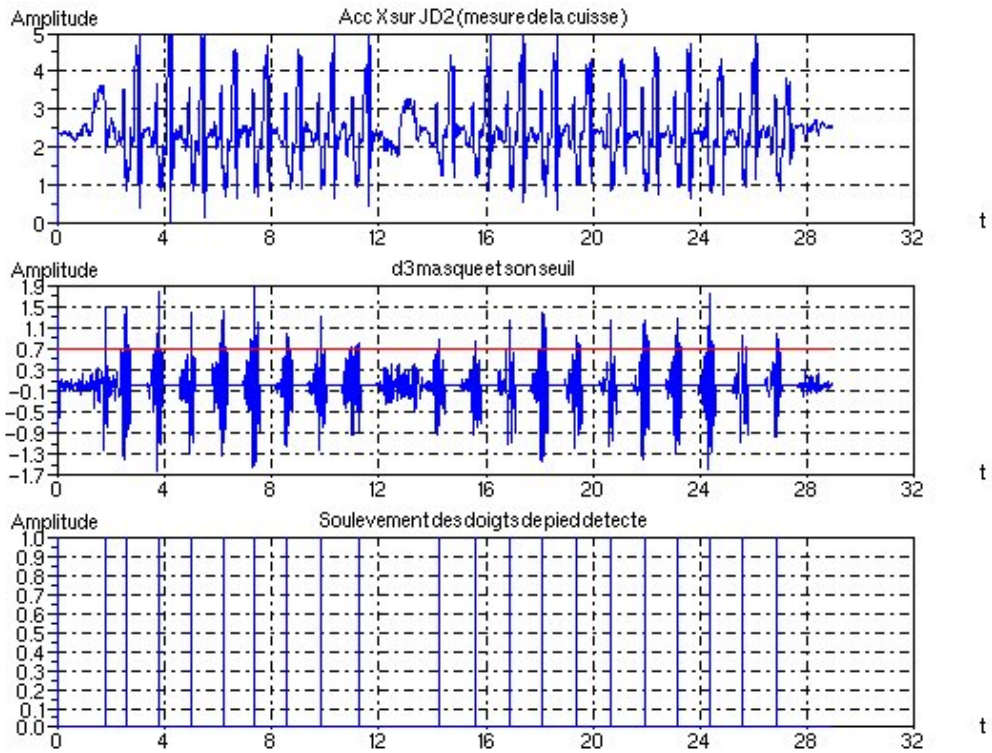 Acc X sur JD2 (mesure de la cuisse)
Amplitude
5
4
3
2
1
0
0 4 8 12 16 20 24 28 32
t
d3 masque et son seuil
Amplitude
1.9
1.5
1.1
0.7
0.3
−0.1
−0.5
−0.9
−1.3
−1.7
0 4 8 12 16 20 24 28 32
t
Soulevement des doigts de pied detecte
Amplitude
1.0
0.9
0.8
0.7
0.6
0.5
0.4
0.3
0.2
0.1
0.0
0 4 8 12 16 20 24 28 32
t